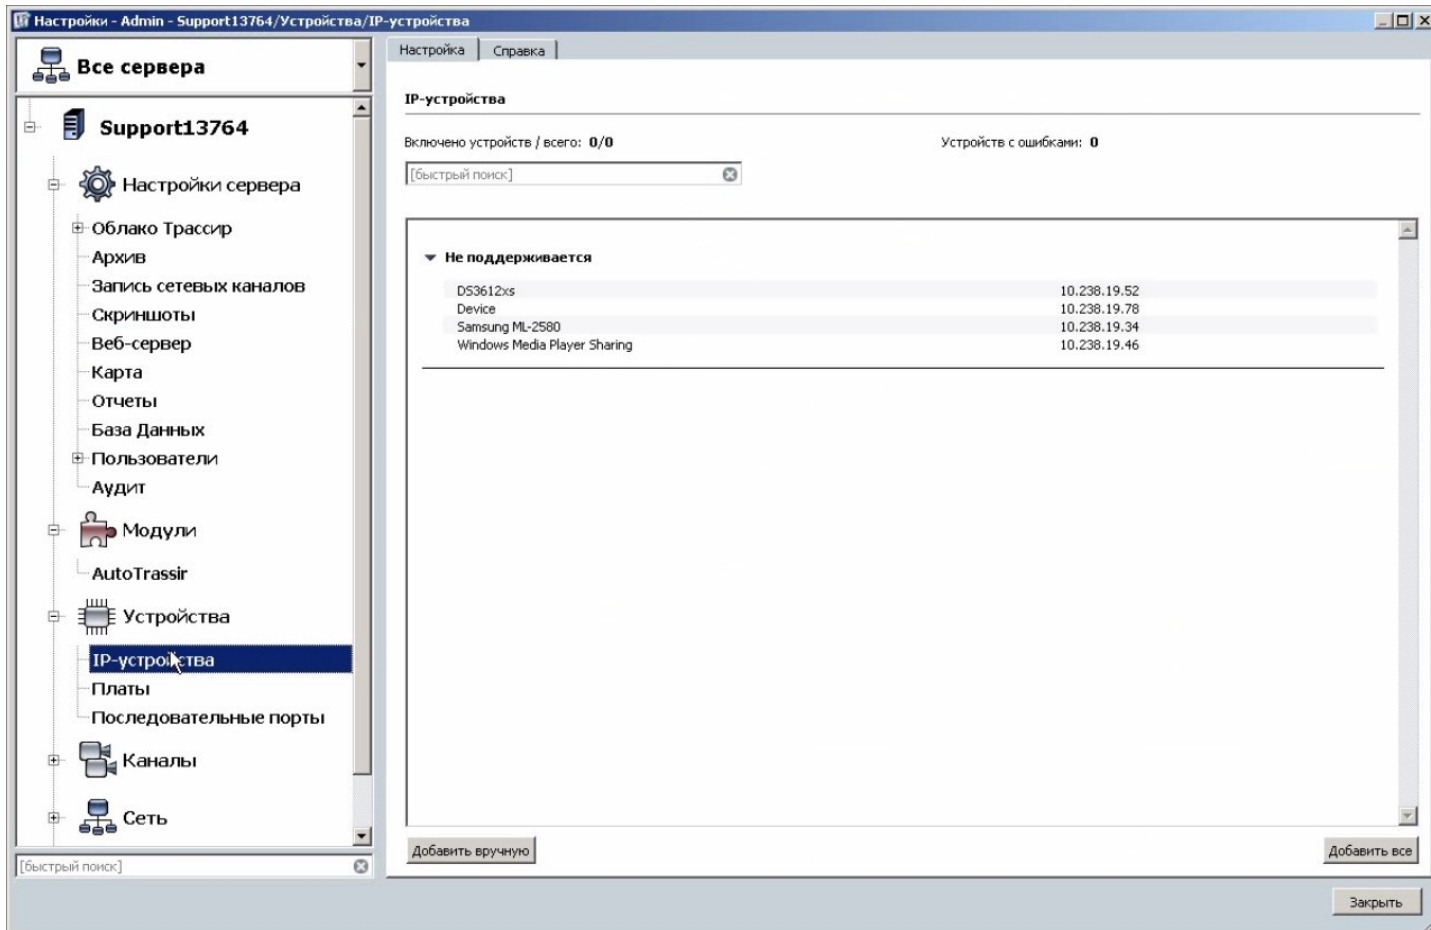 Настройки - Admin - Support13764/Устройства/IP-устройства
Все сервера
Support13764
Настройки сервера
Облако Трассир
Архив
Запись сетевых каналов
Скриншоты
Веб-сервер
Карта
Отчеты
База Данных
Пользователи
Аудит
Модули
AutoTrassir
Устройства
IP-устройства
Платы
Последовательные порты
Каналы
Сеть
[быстрый поиск]
Настройка Справка
IP-устройства
Включено устройств / всего: 0/0 Устройств с ошибками: 0
[быстрый поиск]
Не поддерживается
DS3612xs 10.238.19.52
Device 10.238.19.78
Samsung ML-2580 10.238.19.34
Windows Media Player Sharing 10.238.19.46
Добавить вручную Добавить все
Закрыть